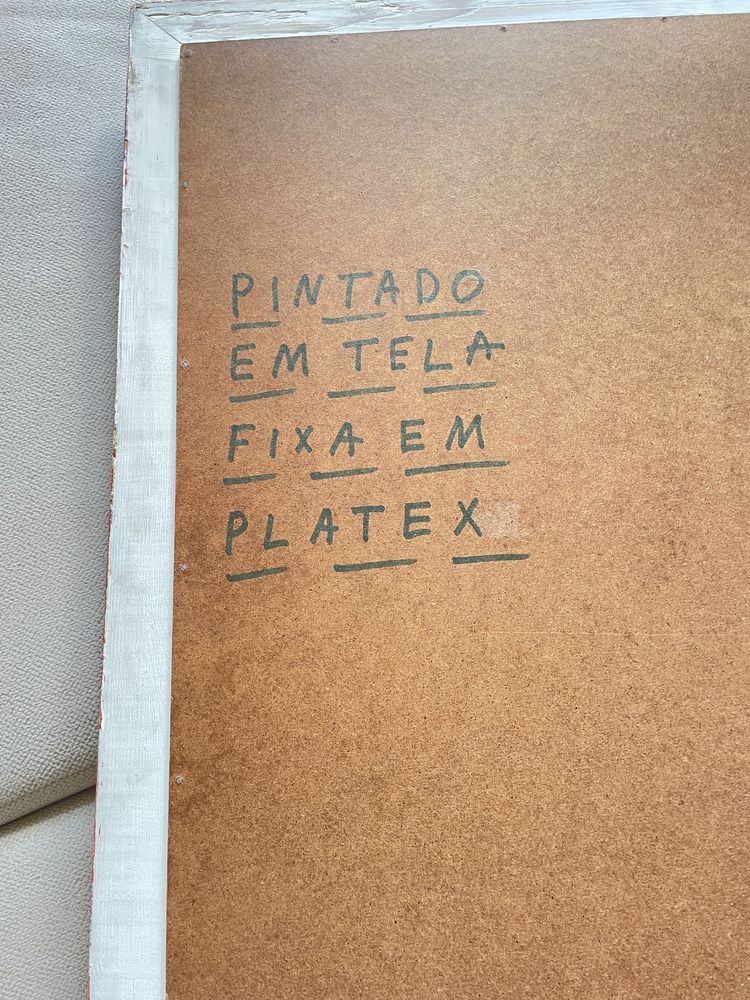 PINTADO
EM TELA
FIXA EM
PLATEX